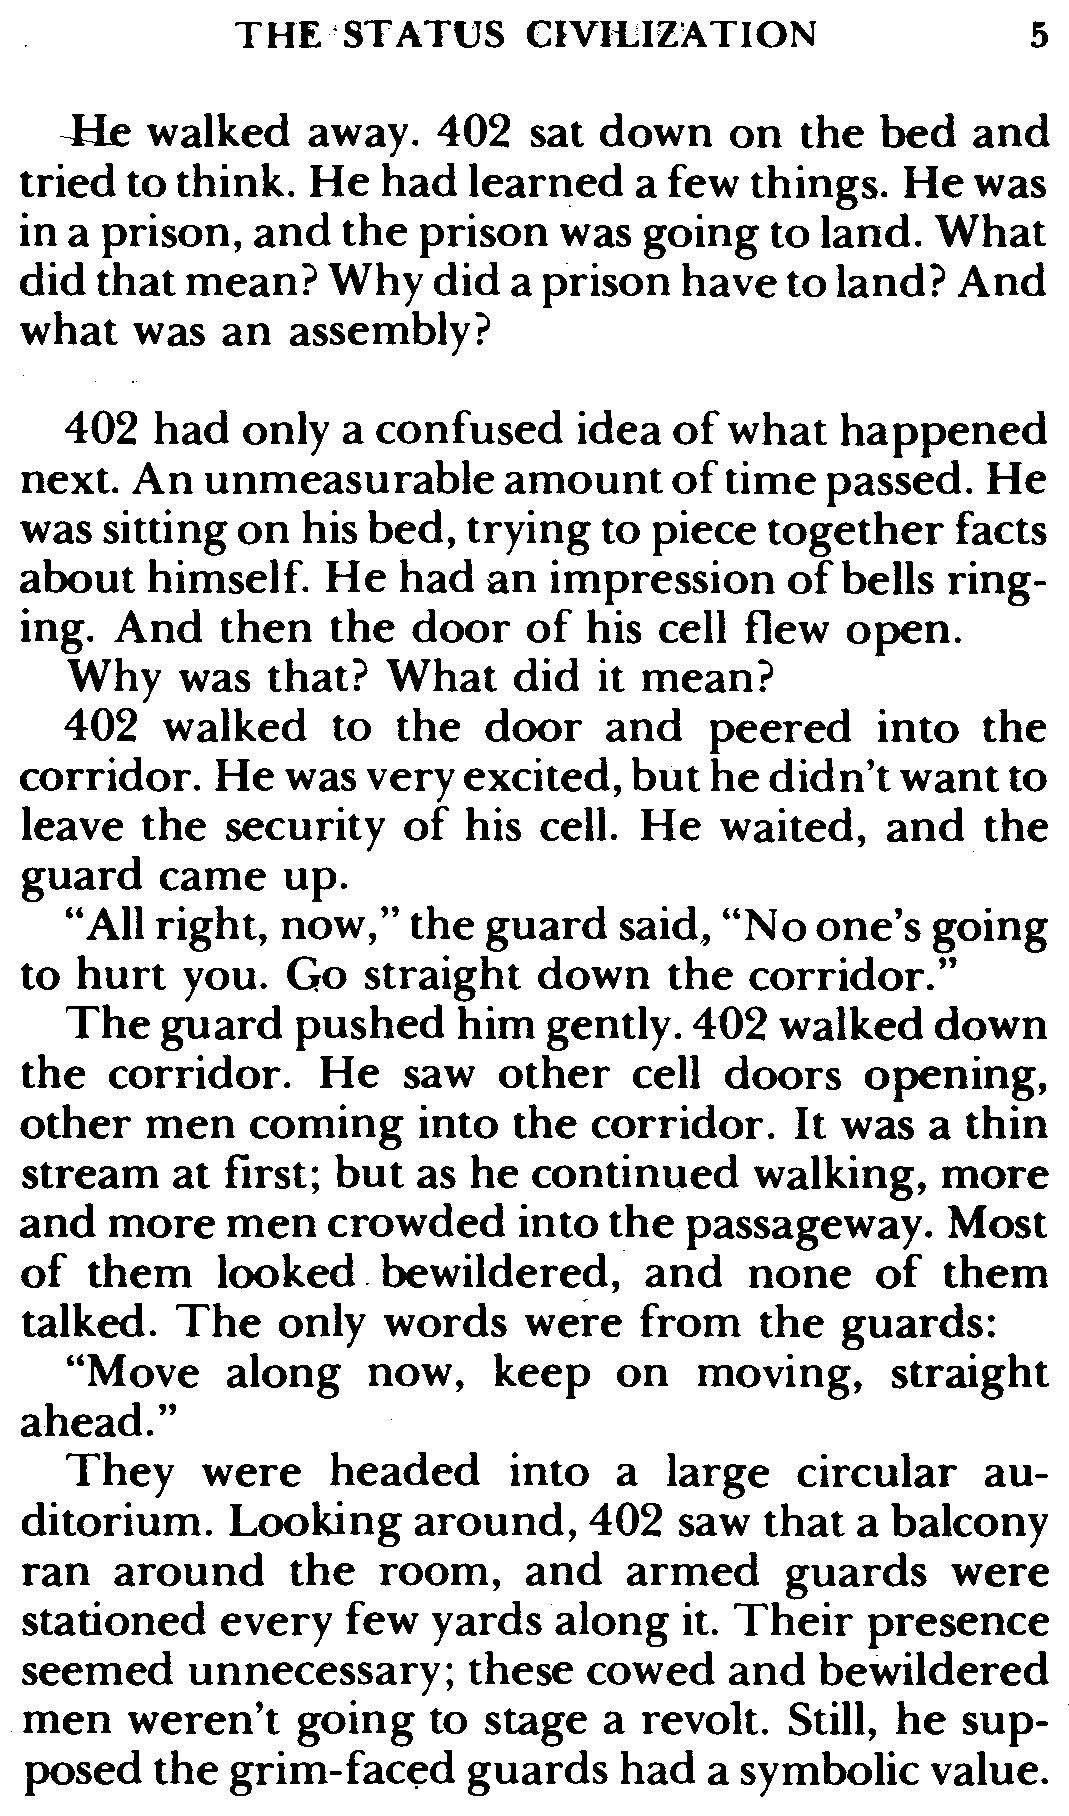 THE STATUS CIVILIZATION 5
He walked away. 402 sat down on the bed and
tried to think. He had learned a few things. He was
in a prison, and the prison was going to land. What
did that mean? Why did a prison have to land? And
what was an assembly?
402 had only a confused idea of what happened
next. An unmeasurable amount of time passed. He
was sitting on his bed, trying to piece together facts
about himself. He had an impression of bells ring-
ing. And then the door of his cell flew open.
Why was that? What did it mean?
402 walked to the door and peered into the
corridor. He was very excited, but he didn't want to
leave the security of his cell. He waited, and the
guard came up.
“All right, now,” the guard said, “No one's going
to hurt you. Go straight down the corridor.”
The guard pushed him gently. 402 walked down
the corridor. He saw other cell doors opening,
other men coming into the corridor. It was a thin
stream at first; but as he continued walking, more
and more men crowded into the passageway. Most
of them looked bewildered, and none of them
talked. The only words were from the guards:
“Move along now, keep on moving, straight
ahead.”
They were headed into a large circular au-
ditorium. Looking around, 402 saw that a balcony
ran around the room, and armed guards were
stationed every few yards along it. Their presence
seemed unnecessary; these cowed and bewildered
men weren't going to stage a revolt. Still, he sup-
posed the grim-faced guards had a symbolic value.